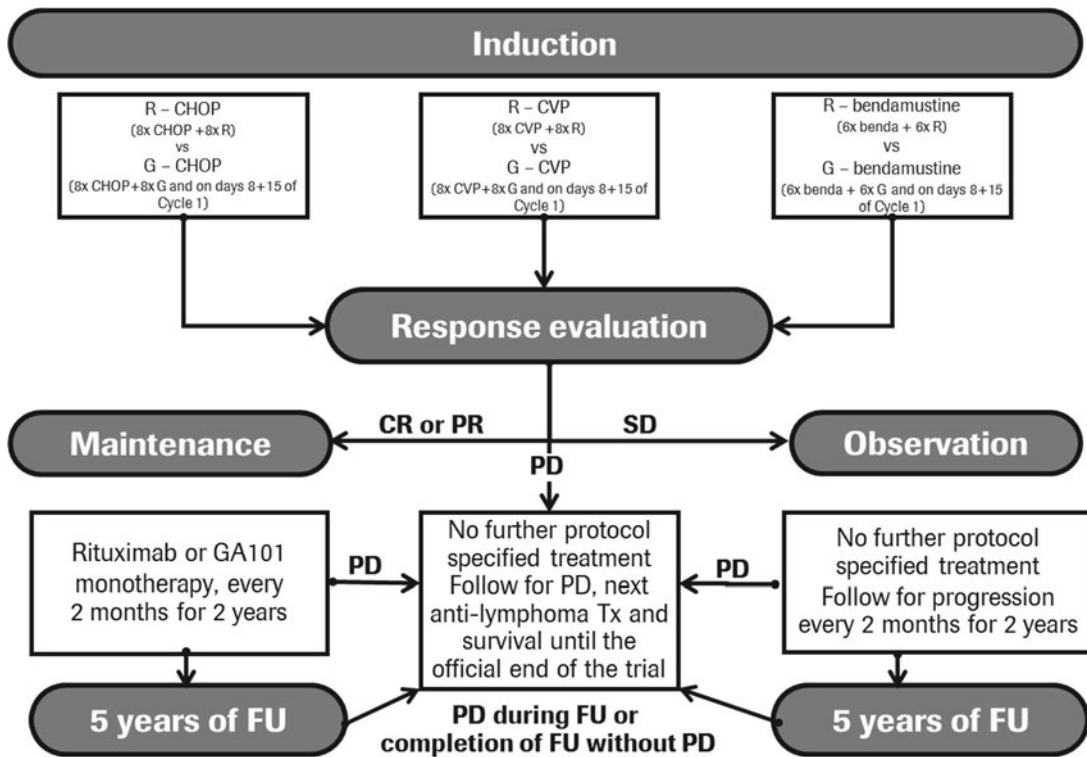 Induction
R – CHOP
(8x CHOP +8x R)
vs
G – CHOP
(8x CHOP+8x G and on days 8+15 of
Cycle 1)
R – CVP
(8x CVP +8x R)
vs
G – CVP
(8x CVP+8x G and on days 8+15 of
Cycle 1)
R – bendamustine
(6x benda + 6x R)
vs
G – bendamustine
(6x benda + 6x G and on days 8+15
of Cycle 1)
Response evaluation
Maintenance
CR or PR
SD
Observation
PD
Rituximab or GA101
monotherapy, every
2 months for 2 years
PD
No further protocol
specified treatment
Follow for PD, next
anti-lymphoma Tx and
survival until the
official end of the trial
PD
No further protocol
specified treatment
Follow for progression
every 2 months for 2 years
5 years of FU
PD during FU or
completion of FU without PD
5 years of FU